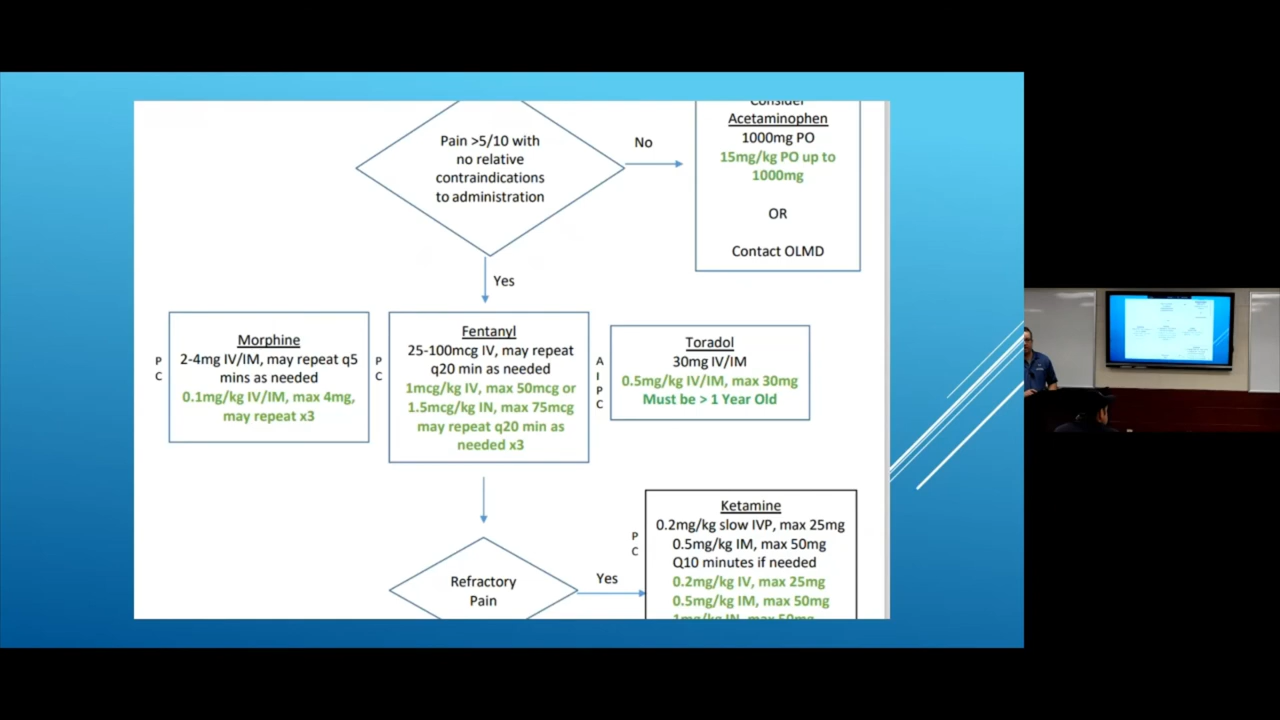 Consider
Acetaminophen
1000mg PO
15mg/kg PO up to
1000mg
OR
Contact OLMD
Pain >5/10 with
no relative
contraindications
to administration
No
Yes
P
C
Morphine
2-4mg IV/IM, may repeat q5
mins as needed
0.1mg/kg IV/IM, max 4mg,
may repeat x3
P
C
Fentanyl
25-100mcg IV, may repeat
q20 min as needed
1mcg/kg IV, max 50mcg or
1.5mcg/kg IN, max 75mcg
may repeat q20 min as
needed x3
A
I
P
C
Toradol
30mg IV/IM
0.5mg/kg IV/IM, max 30mg
Must be > 1 Year Old
Refractory
Pain
Yes
P
C
Ketamine
0.2mg/kg slow IVP, max 25mg
0.5mg/kg IM, max 50mg
Q10 minutes if needed
0.2mg/kg IV, max 25mg
0.5mg/kg IM, max 50mg
1mg/kg IN, max 50mg